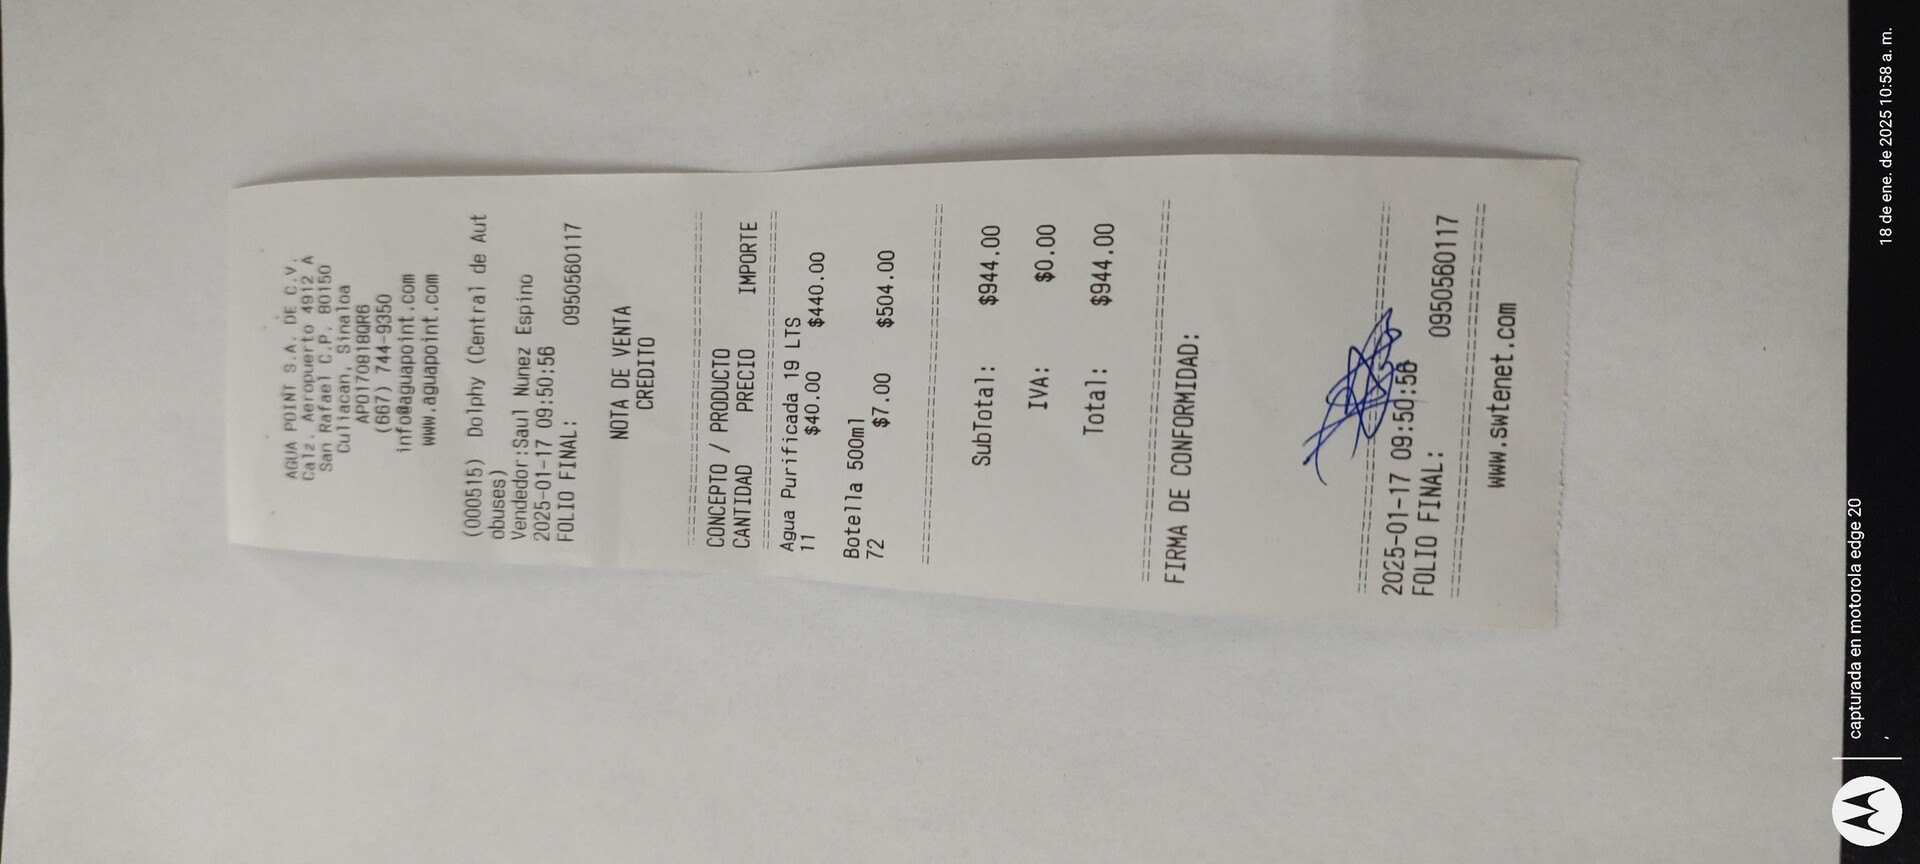 AGUA POINT S.A. DE C.V.
Calz. Aeropuerto 4912 A
San Rafael C.P. 80150
Culiacan, Sinaloa
APO170818QR6
(667) 744-9350
info@aguapoint.com
www.aguapoint.com
(000515) Dolphy (Central de Aut
obuses)
Vendedor:Saul Nunez Espino
2025-01-17 09:50:56
FOLIO FINAL: 0950560117
NOTA DE VENTA
CREDITO
CONCEPTO / PRODUCTO
CANTIDAD PRECIO IMPORTE
Agua Purificada 19 LTS
11 $40.00 $440.00
Botella 500ml
72 $7.00 $504.00
SubTotal: $944.00
IVA: $0.00
Total: $944.00
FIRMA DE CONFORMIDAD:
2025-01-17 09:50:56
FOLIO FINAL: 0950560117
www.swtenet.com
capturada en motorola edge 20
18 de ene. de 2025 10:58 a. m.